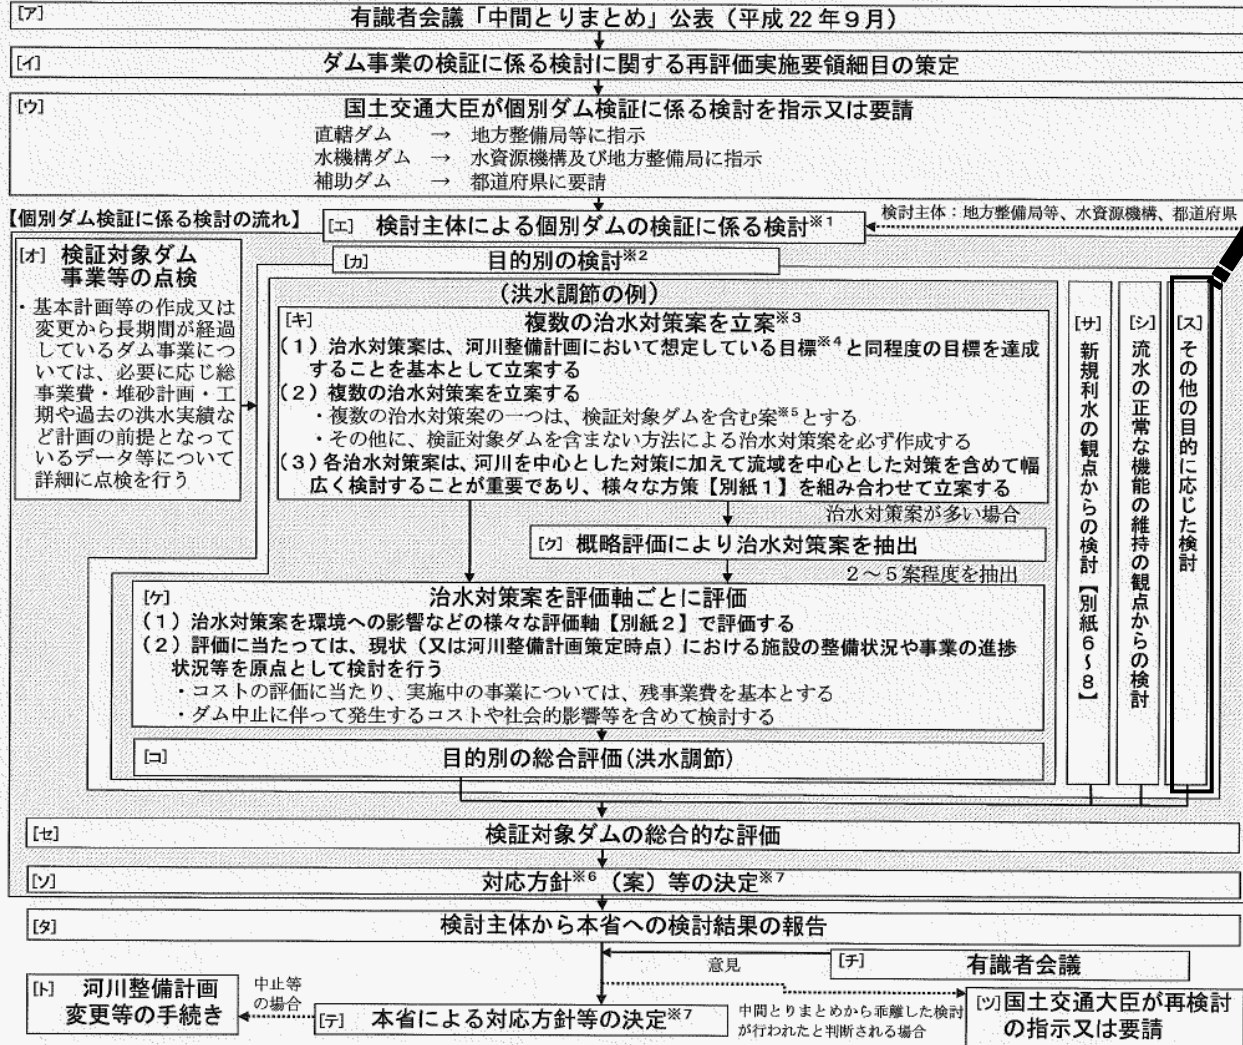 [ア] 有識者会議「中間とりまとめ」公表（平成22年９月）
[イ] ダム事業の検証に係る検討に関する再評価実施要領細目の策定
[ウ] 国土交通大臣が個別ダム検証に係る検討を指示又は要請
直轄ダム → 地方整備局等に指示
水機構ダム → 水資源機構及び地方整備局に指示
補助ダム → 都道府県に要請
【個別ダム検証に係る検討の流れ】
[エ] 検討主体による個別ダムの検証に係る検討※1
検討主体：地方整備局等、水資源機構、都道府県
[オ] 検証対象ダム
事業等の点検
・基本計画等の作成又は
変更から長期間が経過
しているダム事業につ
いては、必要に応じ総
事業費・堆砂計画・工
期や過去の洪水実績な
ど計画の前提となって
いるデータ等について
詳細に点検を行う
[カ] 目的別の検討※2
（洪水調節の例）
[キ] 複数の治水対策案を立案※3
（１）治水対策案は、河川整備計画において想定している目標※4と同程度の目標を達成
することを基本として立案する
（２）複数の治水対策案を立案する
・複数の治水対策案の一つは、検証対象ダムを含む案※5とする
・その他に、検証対象ダムを含まない方法による治水対策案を必ず作成する
（３）各治水対策案は、河川を中心とした対策に加えて流域を中心とした対策を含めて幅
広く検討することが重要であり、様々な方策【別紙１】を組み合わせて立案する
治水対策案が多い場合
[ク] 概略評価により治水対策案を抽出
２～５案程度を抽出
[ケ] 治水対策案を評価軸ごとに評価
（１）治水対策案を環境への影響などの様々な評価軸【別紙２】で評価する
（２）評価に当たっては、現状（又は河川整備計画策定時点）における施設の整備状況や事業の進捗
状況等を原点として検討を行う
・コストの評価に当たり、実施中の事業については、残事業費を基本とする
・ダム中止に伴って発生するコストや社会的影響等を含めて検討する
[コ] 目的別の総合評価(洪水調節)
[サ] 新規利水の観点からの検討【別紙６～８】
[シ] 流水の正常な機能の維持の観点からの検討
[ス] その他の目的に応じた検討
[セ] 検証対象ダムの総合的な評価
[ソ] 対応方針※6（案）等の決定※7
[タ] 検討主体から本省への検討結果の報告
意見
[チ] 有識者会議
[ト] 河川整備計画
変更等の手続き
中止等
の場合
[テ] 本省による対応方針等の決定※7
中間とりまとめから乖離した検討
が行われたと判断される場合
[ツ] 国土交通大臣が再検討
の指示又は要請